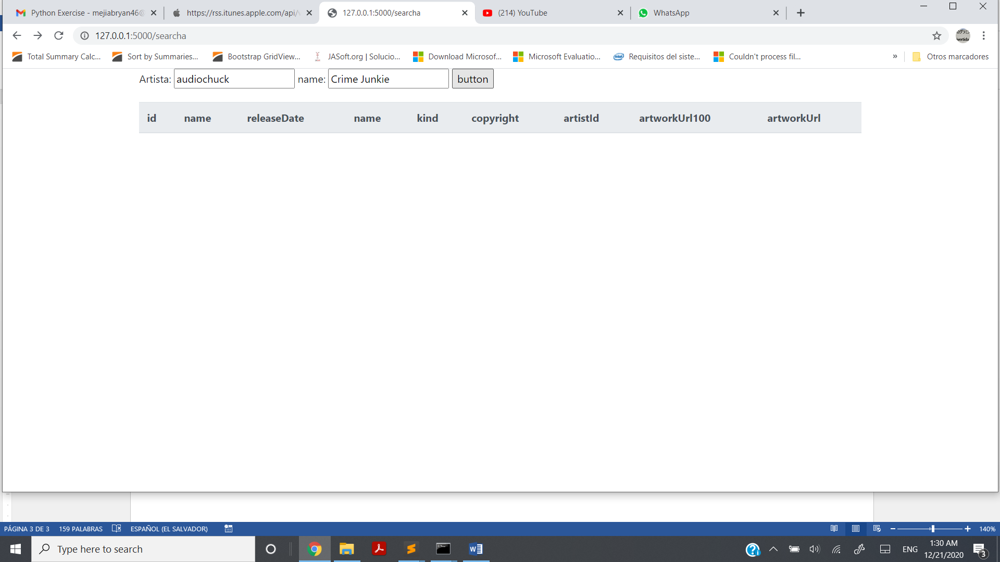 Python Exercise - mejiabryan46@
https://rss.itunes.apple.com/api/
127.0.0.1:5000/searcha
(214) YouTube
WhatsApp
127.0.0.1:5000/searcha
Total Summary Calc...
Sort by Summaries...
Bootstrap GridView...
JASoft.org | Solucio...
Download Microsof...
Microsoft Evaluatio...
Requisitos del siste...
Couldn't process fil...
»
Otros marcadores
Artista: audiochuck name: Crime Junkie button
id name releaseDate name kind copyright artistId artworkUrl100 artworkUrl
PÁGINA 3 DE 3 159 PALABRAS ESPAÑOL (EL SALVADOR) 140%
Type here to search
ENG
1:30 AM
12/21/2020
3